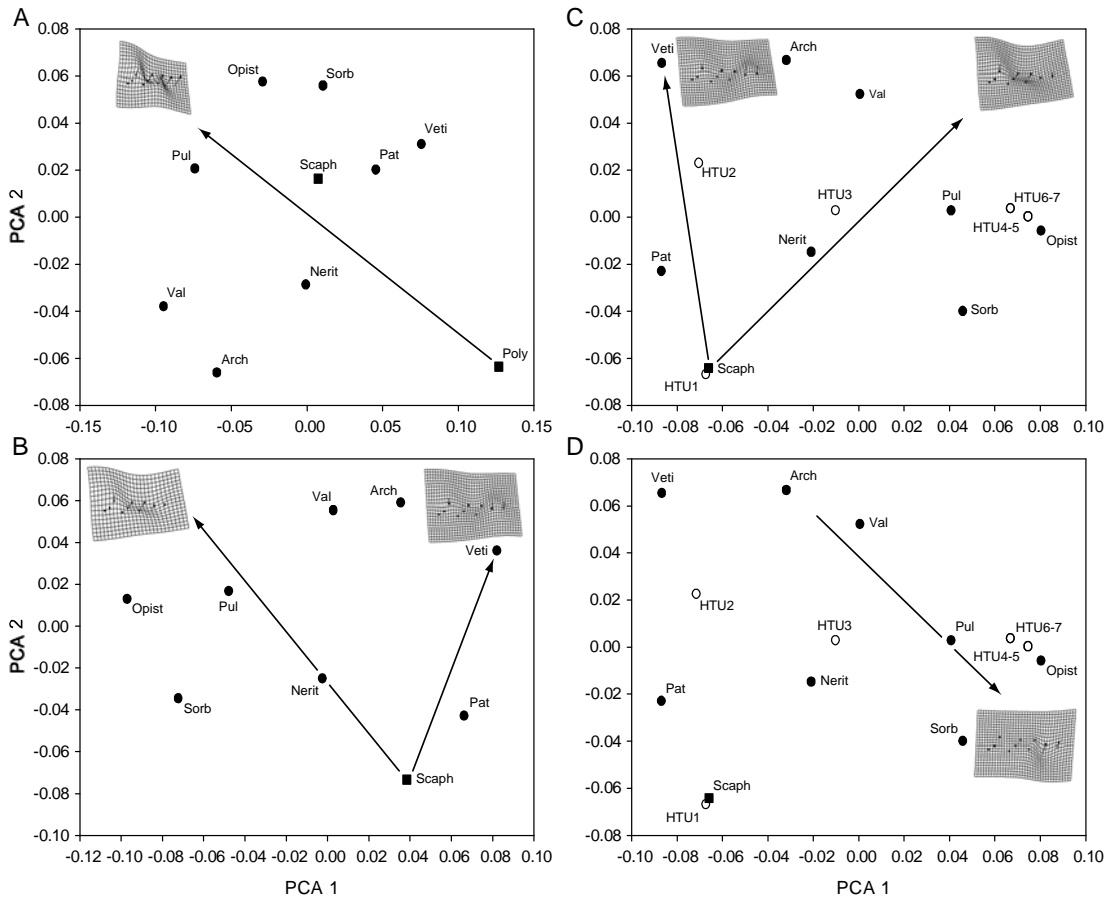 A
0.08
0.06
0.04
0.02
0.00
-0.02
-0.04
-0.06
-0.08
PCA 2
Opist
Sorb
Veti
Pul
Scaph
Pat
Nerit
Val
Arch
Poly
-0.15
-0.10
-0.05
0.00
0.05
0.10
0.15
B
0.08
0.06
0.04
0.02
0.00
-0.02
-0.04
-0.06
-0.08
-0.10
PCA 2
Val
Arch
Veti
Opist
Pul
Nerit
Sorb
Pat
Scaph
-0.12
-0.10
-0.08
-0.06
-0.04
-0.02
0.00
0.02
0.04
0.06
0.08
0.10
PCA 1
C
0.08
0.06
0.04
0.02
0.00
-0.02
-0.04
-0.06
-0.08
Veti
Arch
Val
HTU2
HTU3
Pul
HTU6-7
HTU4-5
Opist
Nerit
Pat
Sorb
Scaph
HTU1
-0.10
-0.08
-0.06
-0.04
-0.02
0.00
0.02
0.04
0.06
0.08
0.10
D
0.08
0.06
0.04
0.02
0.00
-0.02
-0.04
-0.06
-0.08
Veti
Arch
Val
HTU2
HTU3
Pul
HTU6-7
HTU4-5
Opist
Pat
Nerit
Sorb
Scaph
HTU1
-0.10
-0.08
-0.06
-0.04
-0.02
0.00
0.02
0.04
0.06
0.08
0.10
PCA 1